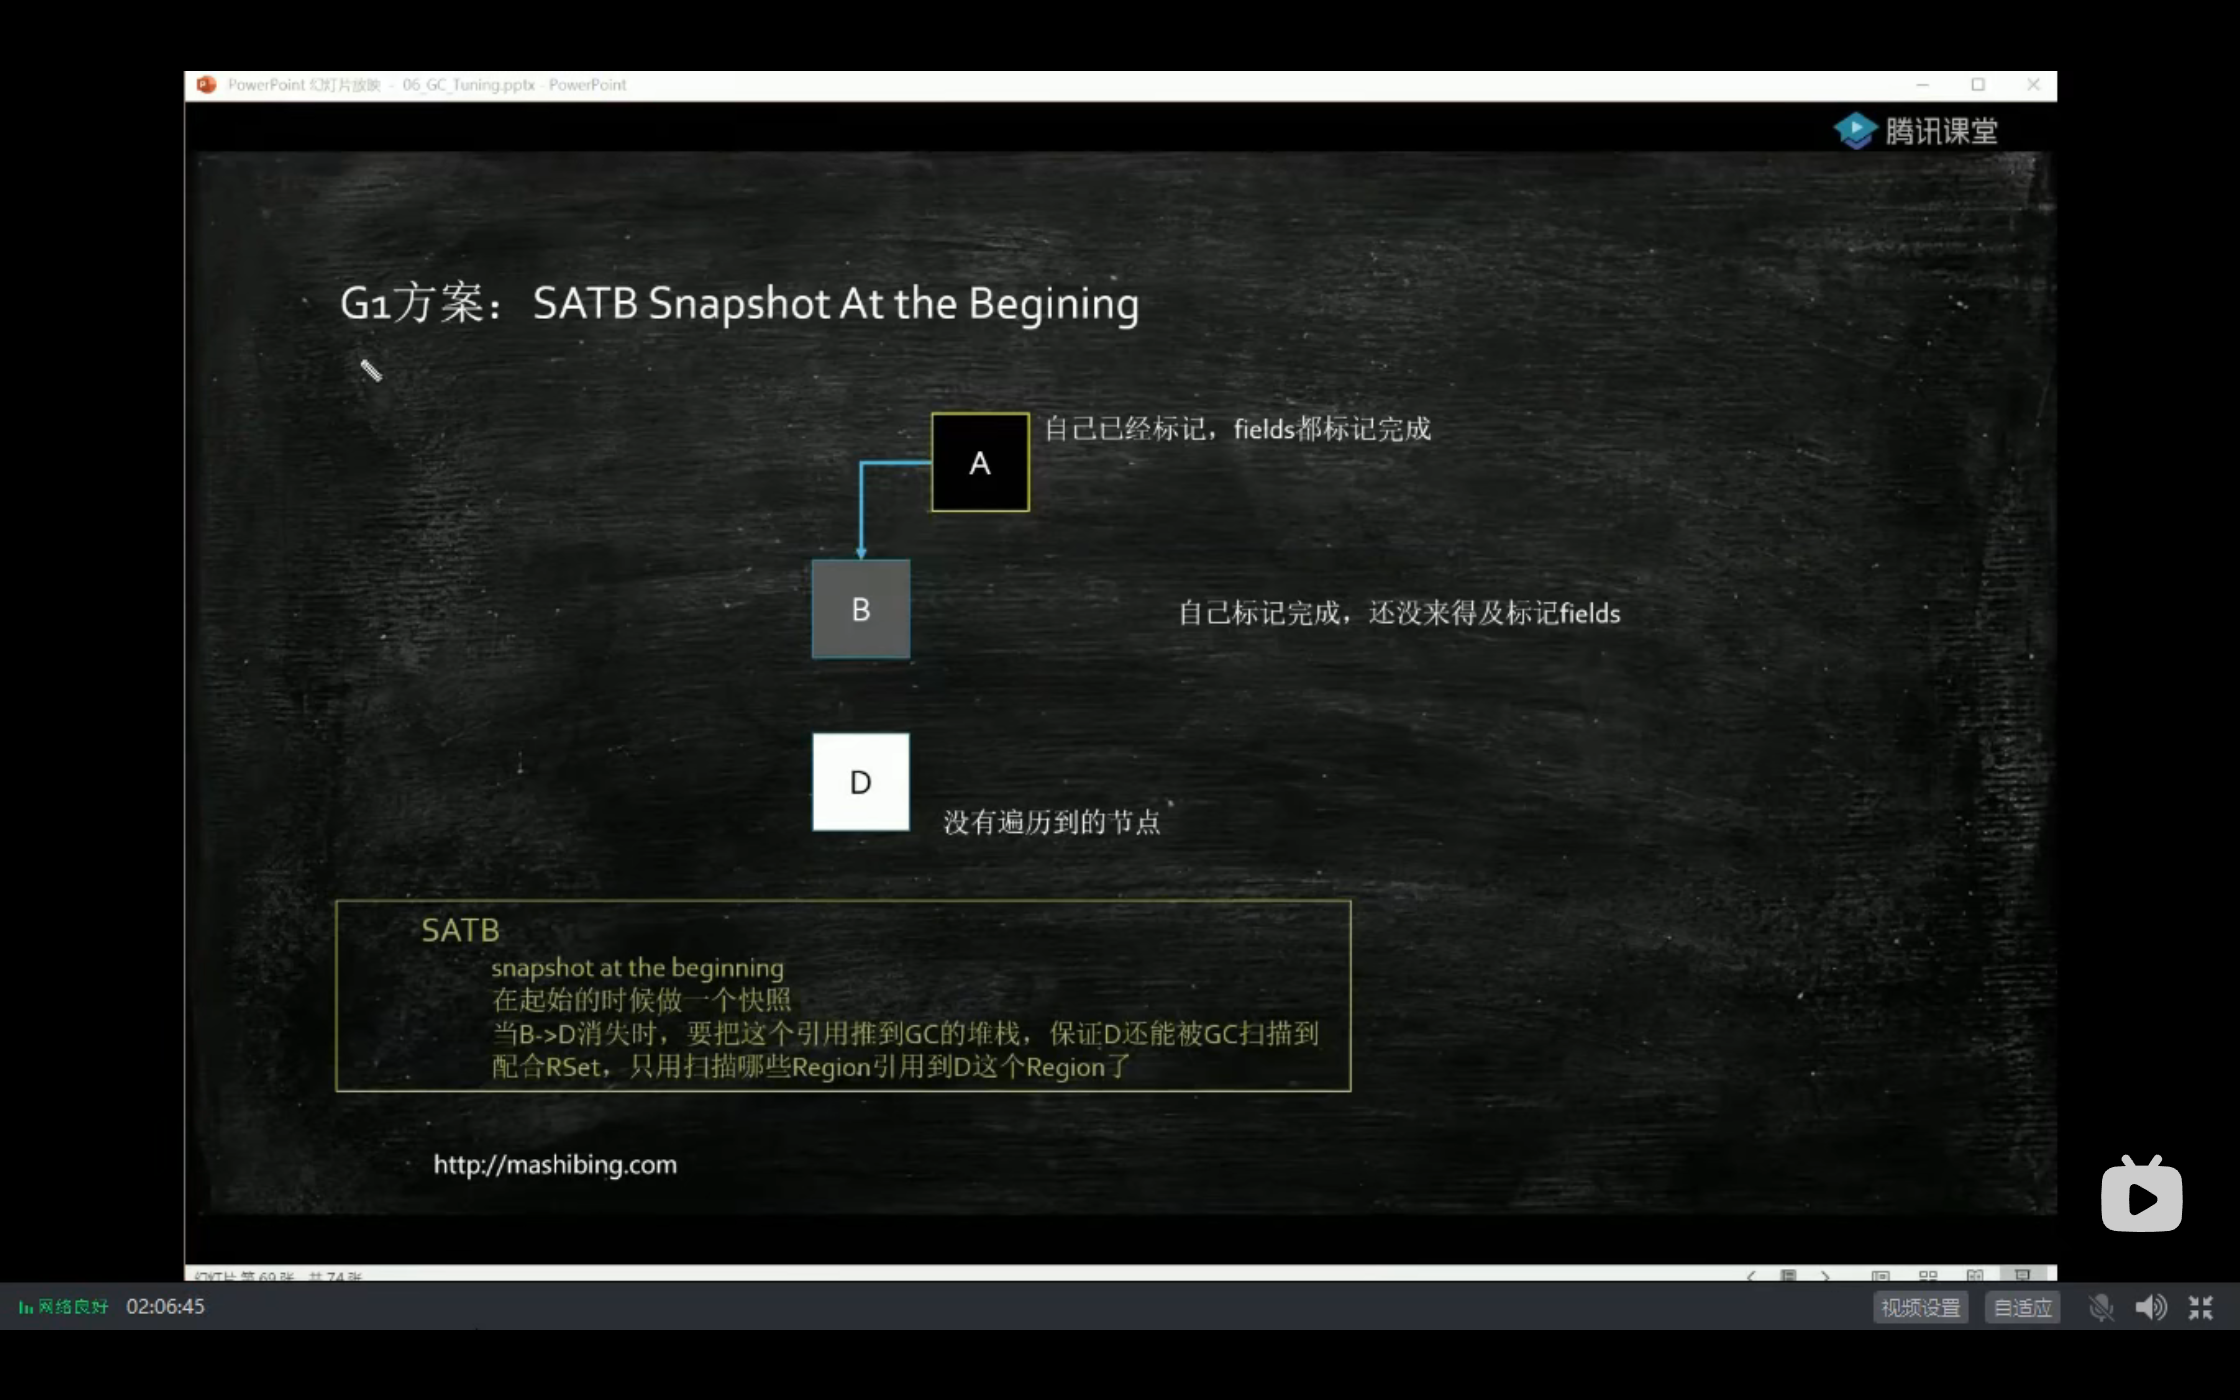 PowerPoint 幻灯片放映 - 06_GC_Tuning.pptx - PowerPoint
腾讯课堂
G1方案： SATB Snapshot At the Begining
A
自己已经标记，fields都标记完成
B
自己标记完成，还没来得及标记fields
D
没有遍历到的节点
SATB
snapshot at the beginning
在起始的时候做一个快照
当B->D消失时，要把这个引用推到GC的堆栈，保证D还能被GC扫描到
配合RSet，只用扫描哪些Region引用到D这个Region了
http://mashibing.com
幻灯片 第 69 张，共 74 张
网络良好 02:06:45
视频设置 自适应